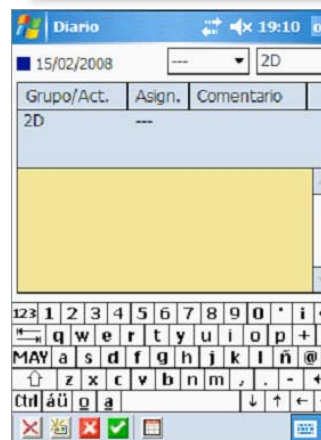 Diario 19:10
15/02/2008 --- 2D
Grupo/Act. Asign. Comentario
2D ---
123 1 2 3 4 5 6 7 8 9 0 ' ¡
q w e r t y u i o p +
MAY a s d f g h j k l ñ @
z x c v b n m , . -
Ctrl áü º ª ↓ ↑ ←